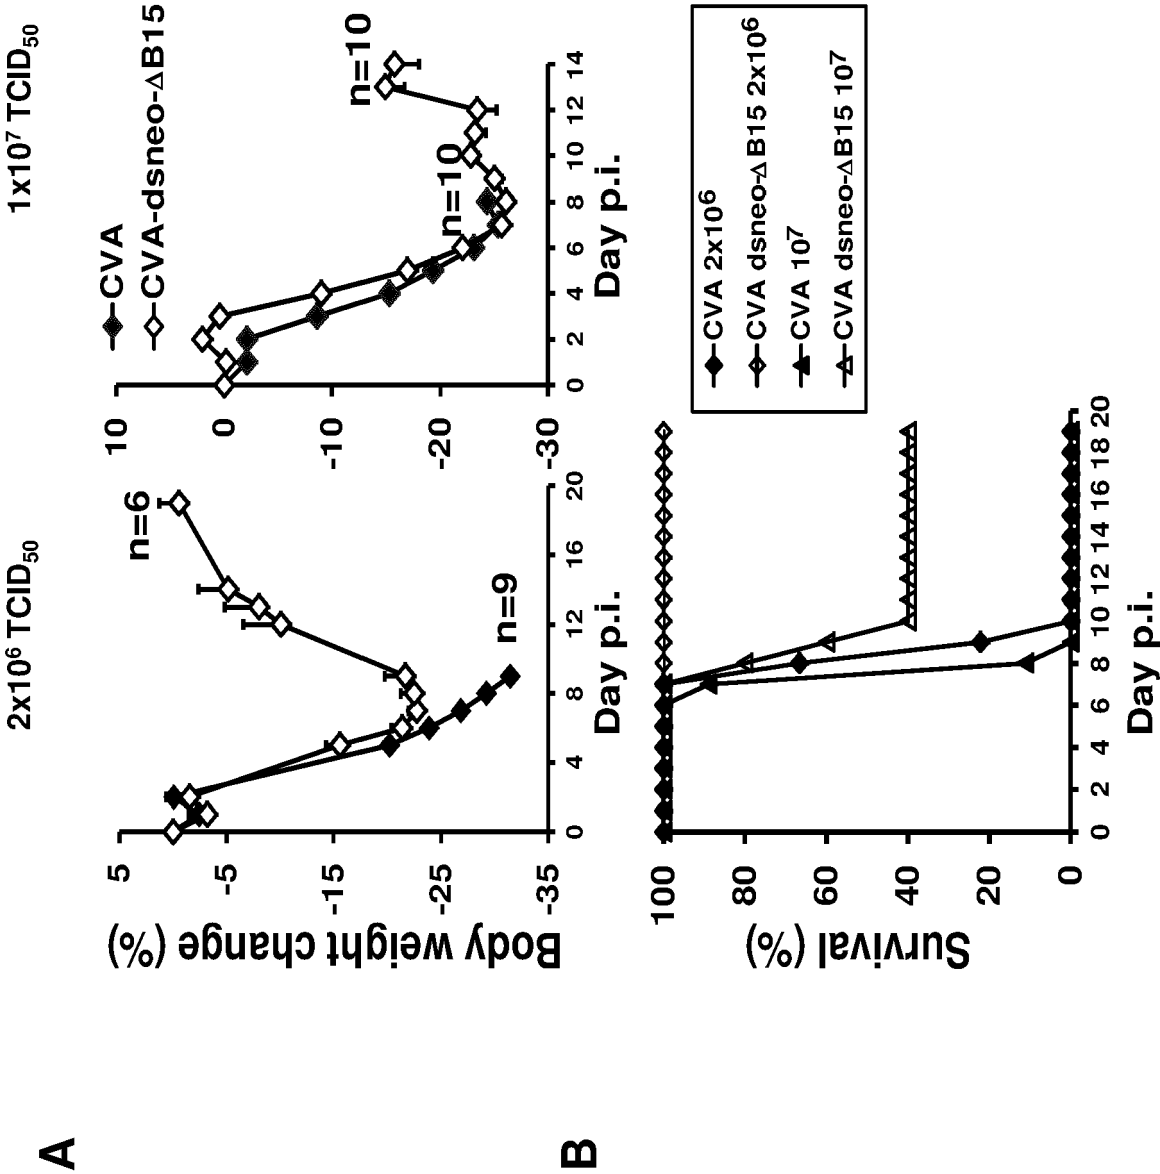 A
2x10⁶ TCID₅₀
1x10⁷ TCID₅₀
CVA
CVA-dsneo-ΔB15
Body weight change (%)
5
-5
-15
-25
-35
0
4
8
12
16
20
Day p.i.
n=6
n=9
10
0
-10
-20
-30
0
2
4
6
8
10
12
14
Day p.i.
n=10
n=10
B
Survival (%)
100
80
60
40
20
0
0
2
4
6
8
10
12
14
16
18
20
Day p.i.
CVA 2x10⁶
CVA dsneo-ΔB15 2x10⁶
CVA 10⁷
CVA dsneo-ΔB15 10⁷